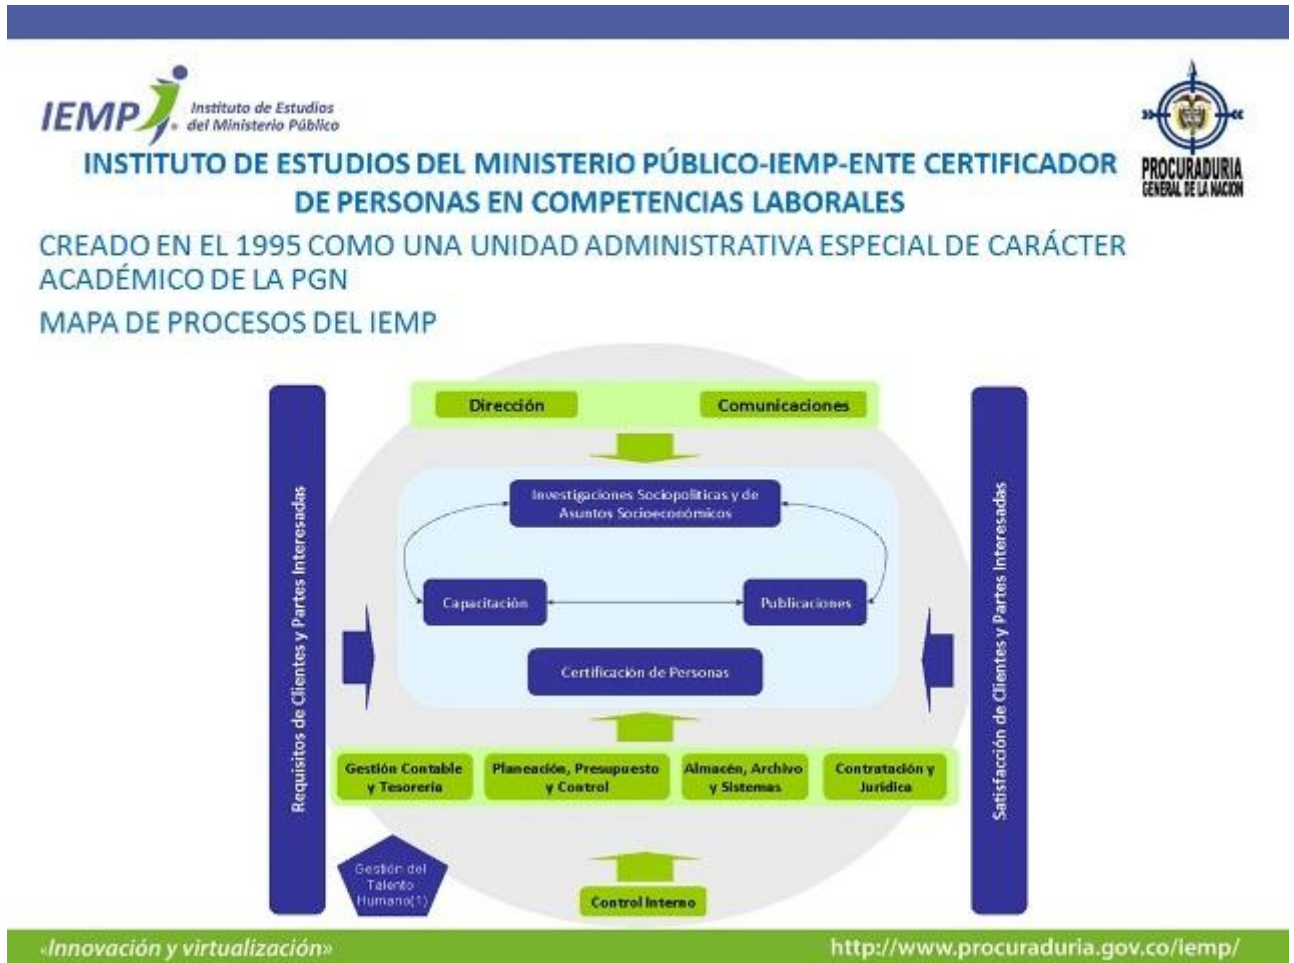 IEMP Instituto de Estudios
del Ministerio Público
PROCURADURIA
GENERAL DE LA NACION
INSTITUTO DE ESTUDIOS DEL MINISTERIO PÚBLICO-IEMP-ENTE CERTIFICADOR
DE PERSONAS EN COMPETENCIAS LABORALES
CREADO EN EL 1995 COMO UNA UNIDAD ADMINISTRATIVA ESPECIAL DE CARÁCTER
ACADÉMICO DE LA PGN
MAPA DE PROCESOS DEL IEMP
Requisitos de Clientes y Partes Interesadas
Dirección
Comunicaciones
Investigaciones Sociopolíticas y de
Asuntos Socioeconómicos
Capacitación
Publicaciones
Certificación de Personas
Gestión Contable
y Tesorería
Planeación, Presupuesto
y Control
Almacén, Archivo
y Sistemas
Contratación y
Jurídica
Gestión del
Talento
Humano(1)
Control Interno
Satisfacción de Clientes y Partes Interesadas
«Innovación y virtualización»
http://www.procuraduria.gov.co/iemp/